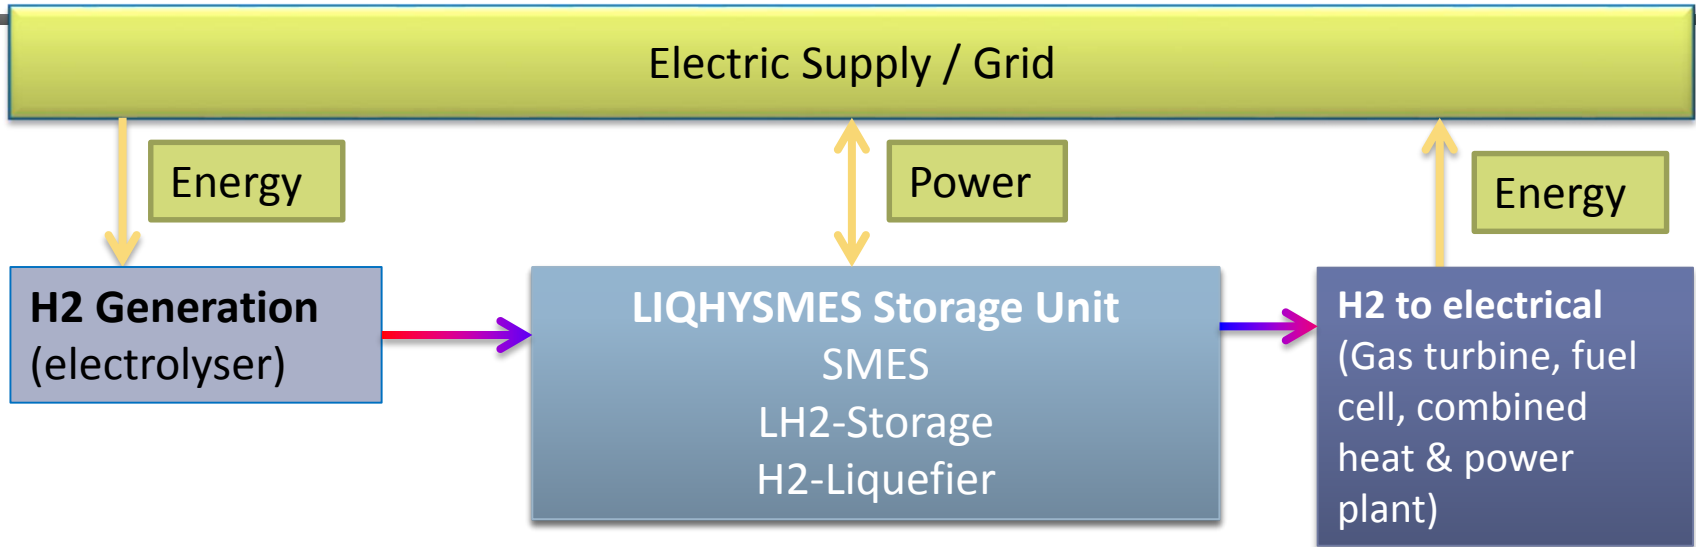 Electric Supply / Grid
Energy
Power
Energy
H2 Generation
(electrolyser)
LIQHYSMES Storage Unit
SMES
LH2-Storage
H2-Liquefier
H2 to electrical
(Gas turbine, fuel
cell, combined
heat & power
plant)